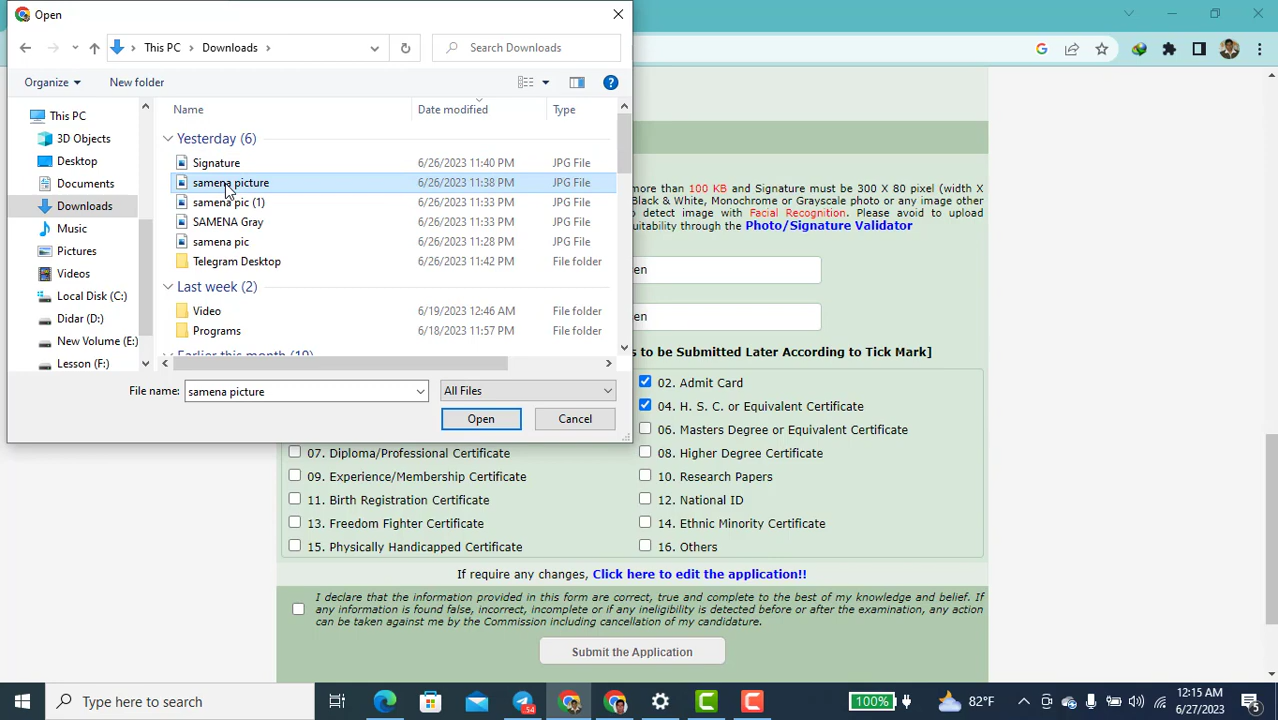 Open
This PC
Downloads
Search Downloads
Organize
New folder
Name
Date modified
Type
This PC
3D Objects
Desktop
Documents
Downloads
Music
Pictures
Videos
Local Disk (C:)
Didar (D:)
New Volume (E:)
Lesson (F:)
Yesterday (6)
Signature 6/26/2023 11:40 PM JPG File
samena picture 6/26/2023 11:38 PM JPG File
samena pic (1) 6/26/2023 11:33 PM JPG File
SAMENA Gray 6/26/2023 11:33 PM JPG File
samena pic 6/26/2023 11:28 PM JPG File
Telegram Desktop 6/26/2023 11:42 PM File folder
Last week (2)
Video 6/19/2023 12:46 AM File folder
Programs 6/18/2023 11:57 PM File folder
Earlier this month (19)
File name: samena picture
All Files
Open
Cancel
more than 100 KB and Signature must be 300 X 80 pixel (width X
Black & White, Monochrome or Grayscale photo or any image other
to detect image with Facial Recognition. Please avoid to upload
suitability through the Photo/Signature Validator
en
en
s to be Submitted Later According to Tick Mark]
02. Admit Card
04. H. S. C. or Equivalent Certificate
06. Masters Degree or Equivalent Certificate
07. Diploma/Professional Certificate
08. Higher Degree Certificate
09. Experience/Membership Certificate
10. Research Papers
11. Birth Registration Certificate
12. National ID
13. Freedom Fighter Certificate
14. Ethnic Minority Certificate
15. Physically Handicapped Certificate
16. Others
If require any changes, Click here to edit the application!!
I declare that the information provided in this form are correct, true and complete to the best of my knowledge and belief. If
any information is found false, incorrect, incomplete or if any ineligibility is detected before or after the examination, any action
can be taken against me by the Commission including cancellation of my candidature.
Submit the Application
Type here to search
54
100%
82°F
12:15 AM
6/27/2023
5